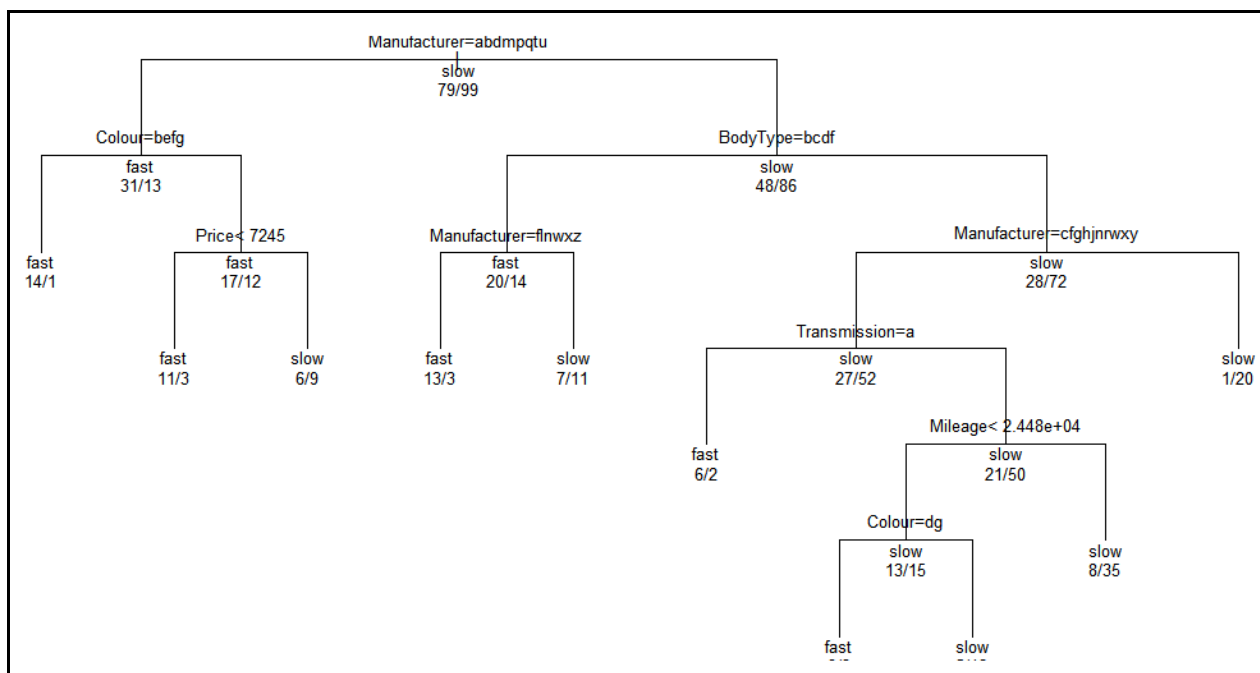 Manufacturer=abdmpqtu
slow
79/99
Colour=befg
fast
31/13
BodyType=bcdf
slow
48/86
fast
14/1
Price< 7245
fast
17/12
Manufacturer=flnwxz
fast
20/14
Manufacturer=cfghjnrwxy
slow
28/72
fast
11/3
slow
6/9
fast
13/3
slow
7/11
Transmission=a
slow
27/52
slow
1/20
fast
6/2
Mileage< 2.448e+04
slow
21/50
Colour=dg
slow
13/15
slow
8/35
fast
slow